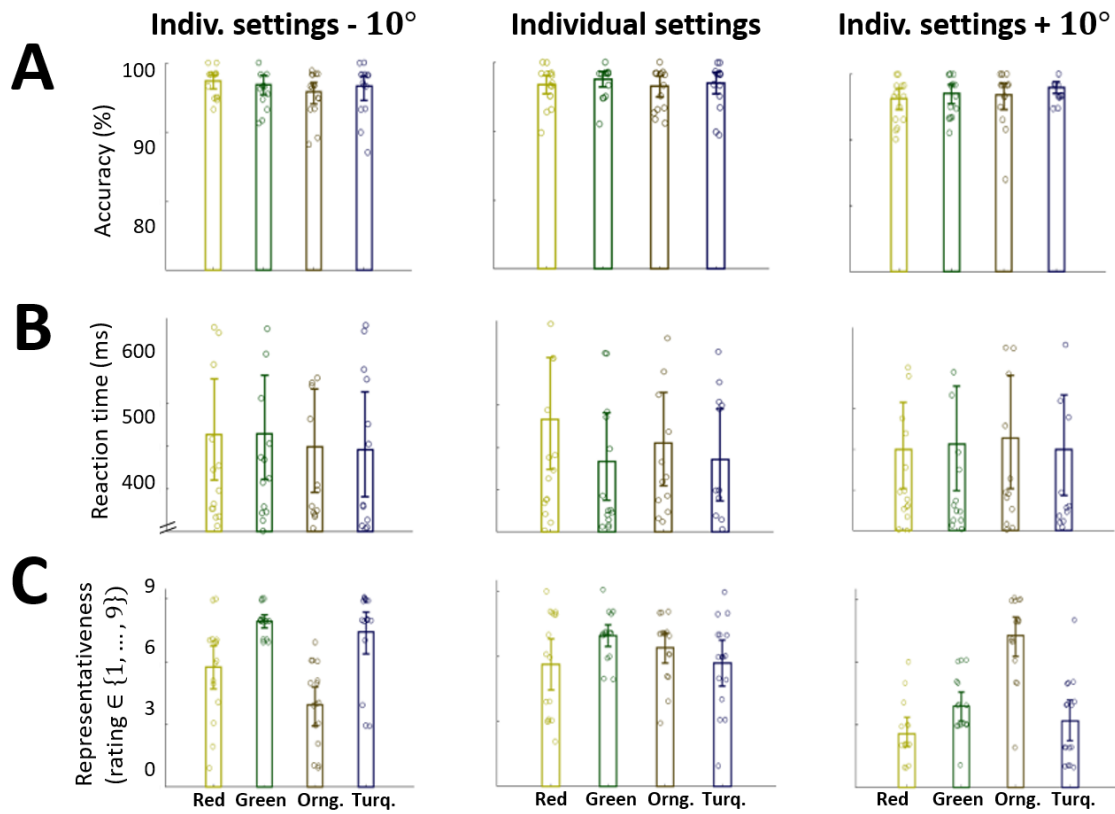 Indiv. settings - 10°
Individual settings
Indiv. settings + 10°
A
Accuracy (%)
100
90
80
B
Reaction time (ms)
600
500
400
C
Representativeness
(rating ∈ {1, ... , 9})
9
6
3
0
Red Green Orng. Turq.
Red Green Orng. Turq.
Red Green Orng. Turq.